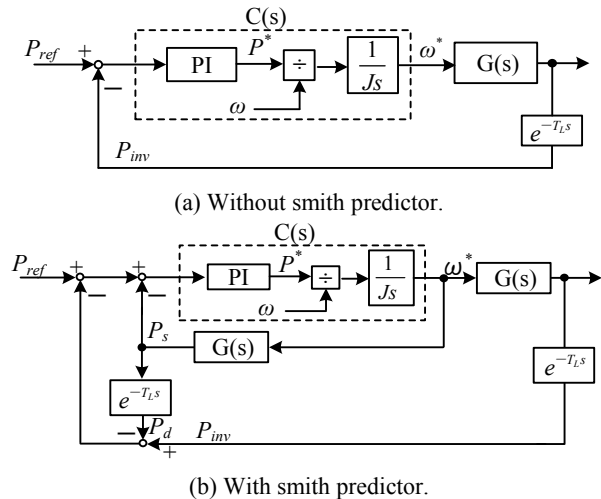 C(s)
P_ref + − PI P* ÷ 1/Js ω* G(s)
ω
e^{-T_L s}
P_inv
(a) Without smith predictor.
C(s)
P_ref + − + − PI P* ÷ 1/Js ω* G(s)
ω
P_s G(s)
e^{-T_L s} e^{-T_L s}
− P_d + P_inv
(b) With smith predictor.